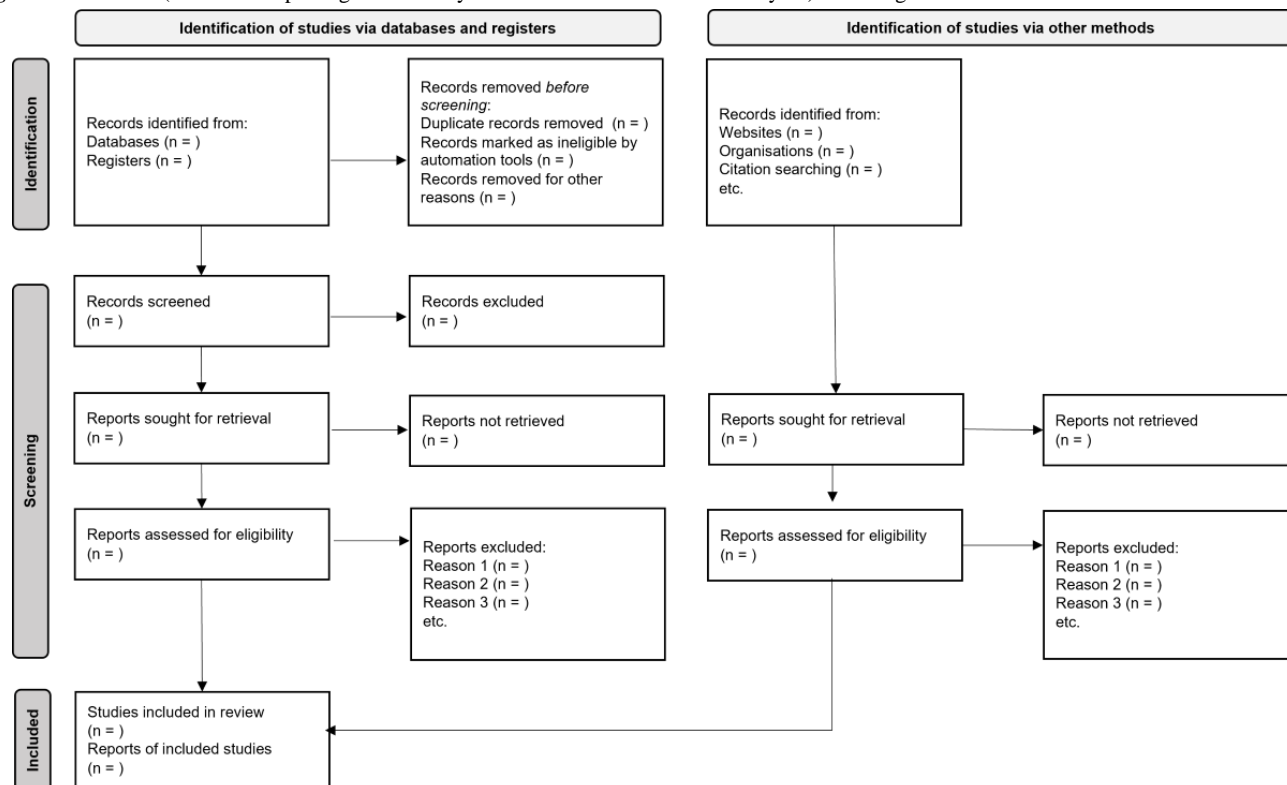 Identification of studies via databases and registers
Identification of studies via other methods
Identification
Records identified from:
Databases (n = )
Registers (n = )
Records removed before
screening:
Duplicate records removed (n = )
Records marked as ineligible by
automation tools (n = )
Records removed for other
reasons (n = )
Records identified from:
Websites (n = )
Organisations (n = )
Citation searching (n = )
etc.
Screening
Records screened
(n = )
Records excluded
(n = )
Reports sought for retrieval
(n = )
Reports not retrieved
(n = )
Reports sought for retrieval
(n = )
Reports not retrieved
(n = )
Reports assessed for eligibility
(n = )
Reports excluded:
Reason 1 (n = )
Reason 2 (n = )
Reason 3 (n = )
etc.
Reports assessed for eligibility
(n = )
Reports excluded:
Reason 1 (n = )
Reason 2 (n = )
Reason 3 (n = )
etc.
Included
Studies included in review
(n = )
Reports of included studies
(n = )